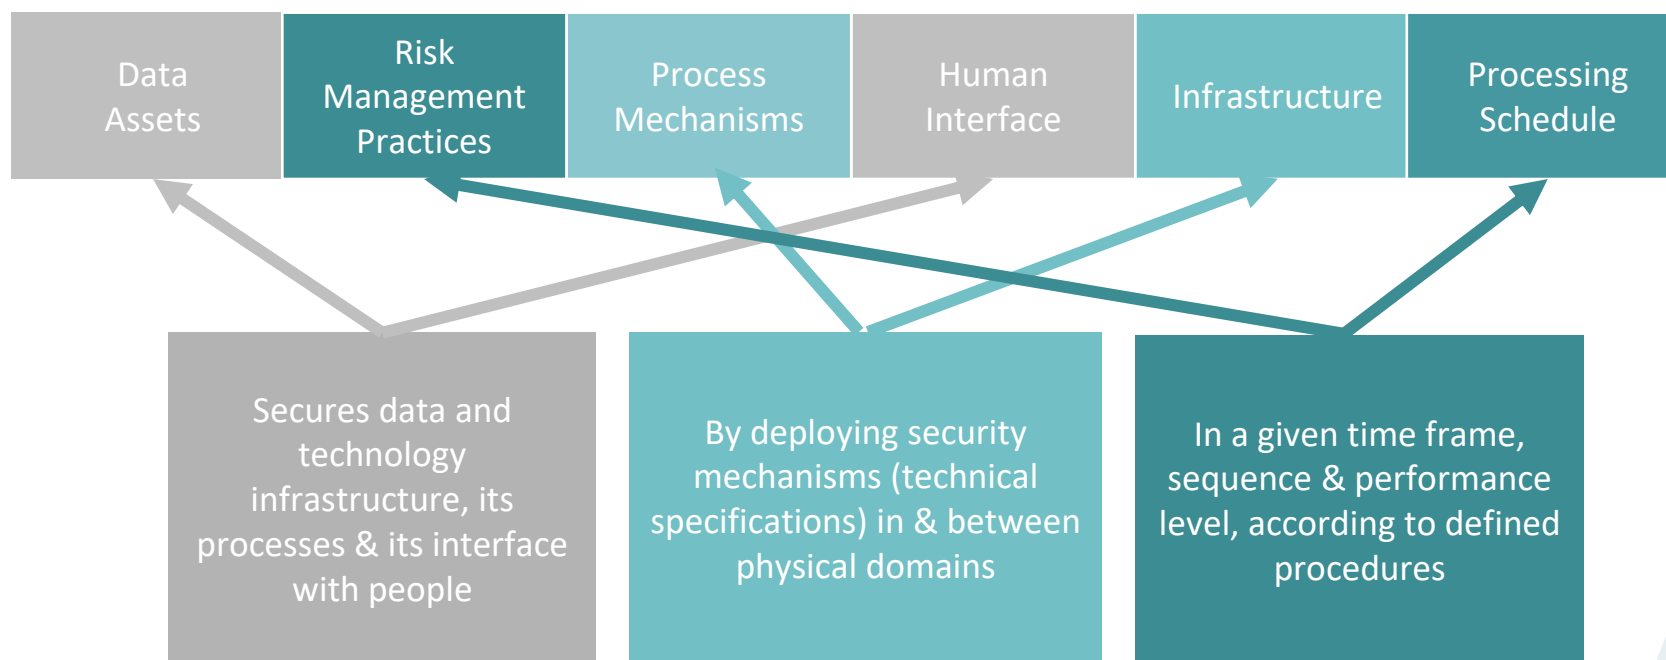 Data
Assets
Risk
Management
Practices
Process
Mechanisms
Human
Interface
Infrastructure
Processing
Schedule
Secures data and
technology
infrastructure, its
processes & its interface
with people
By deploying security
mechanisms (technical
specifications) in & between
physical domains
In a given time frame,
sequence & performance
level, according to defined
procedures